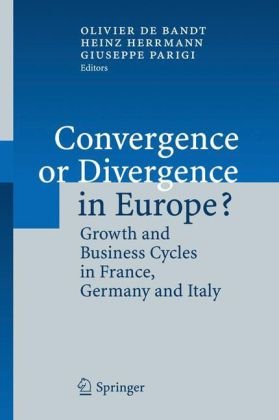 OLIVIER DE BANDT
HEINZ HERRMANN
GIUSEPPE PARIGI
Editors
Convergence
or Divergence
in Europe?
Growth and
Business Cycles
in France,
Germany and Italy
Springer